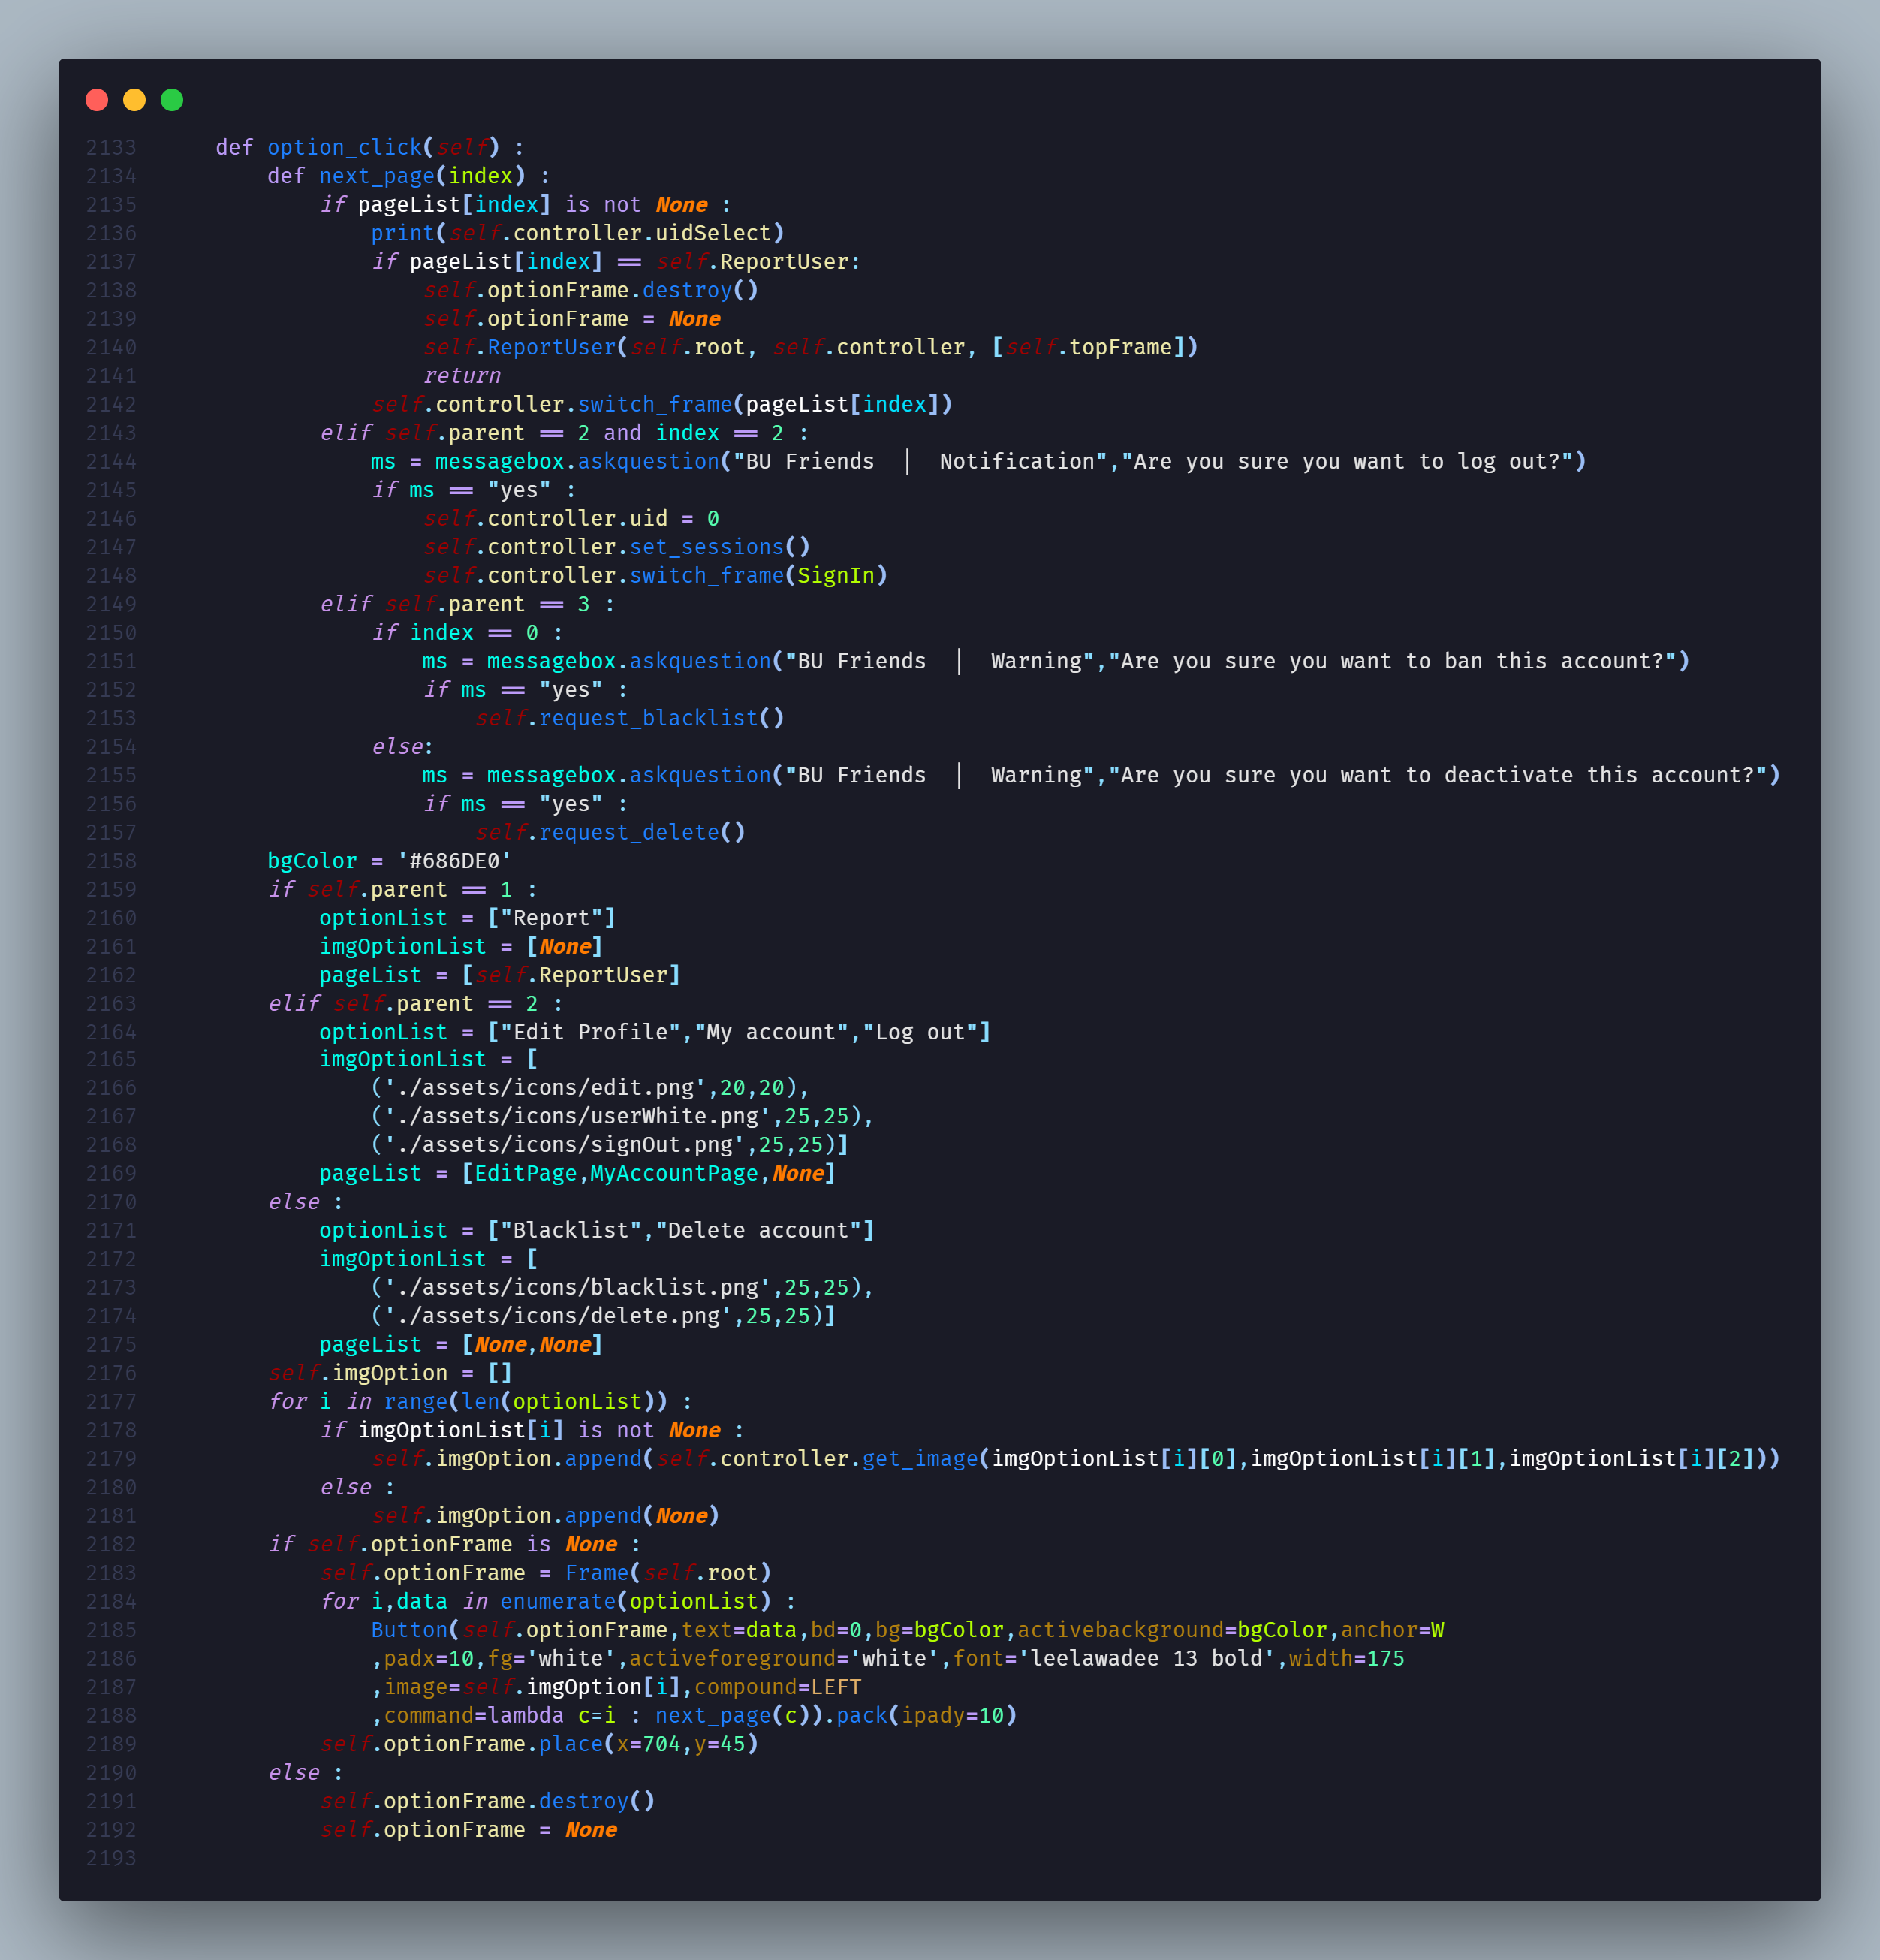 2133      def option_click(self) :
2134          def next_page(index) :
2135              if pageList[index] is not None :
2136                  print(self.controller.uidSelect)
2137                  if pageList[index] == self.ReportUser:
2138                      self.optionFrame.destroy()
2139                      self.optionFrame = None
2140                      self.ReportUser(self.root, self.controller, [self.topFrame])
2141                      return
2142                  self.controller.switch_frame(pageList[index])
2143              elif self.parent == 2 and index == 2 :
2144                  ms = messagebox.askquestion("BU Friends  |  Notification","Are you sure you want to log out?")
2145                  if ms == "yes" :
2146                      self.controller.uid = 0
2147                      self.controller.set_sessions()
2148                      self.controller.switch_frame(SignIn)
2149              elif self.parent == 3 :
2150                  if index == 0 :
2151                      ms = messagebox.askquestion("BU Friends  |  Warning","Are you sure you want to ban this account?")
2152                      if ms == "yes" :
2153                          self.request_blacklist()
2154                  else:
2155                      ms = messagebox.askquestion("BU Friends  |  Warning","Are you sure you want to deactivate this account?")
2156                      if ms == "yes" :
2157                          self.request_delete()
2158          bgColor = '#686DE0'
2159          if self.parent == 1 :
2160              optionList = ["Report"]
2161              imgOptionList = [None]
2162              pageList = [self.ReportUser]
2163          elif self.parent == 2 :
2164              optionList = ["Edit Profile","My account","Log out"]
2165              imgOptionList = [
2166                  ('./assets/icons/edit.png',20,20),
2167                  ('./assets/icons/userWhite.png',25,25),
2168                  ('./assets/icons/signOut.png',25,25)]
2169              pageList = [EditPage,MyAccountPage,None]
2170          else :
2171              optionList = ["Blacklist","Delete account"]
2172              imgOptionList = [
2173                  ('./assets/icons/blacklist.png',25,25),
2174                  ('./assets/icons/delete.png',25,25)]
2175              pageList = [None,None]
2176          self.imgOption = []
2177          for i in range(len(optionList)) :
2178              if imgOptionList[i] is not None :
2179                  self.imgOption.append(self.controller.get_image(imgOptionList[i][0],imgOptionList[i][1],imgOptionList[i][2]))
2180              else :
2181                  self.imgOption.append(None)
2182          if self.optionFrame is None :
2183              self.optionFrame = Frame(self.root)
2184              for i,data in enumerate(optionList) :
2185                  Button(self.optionFrame,text=data,bd=0,bg=bgColor,activebackground=bgColor,anchor=W
2186                  ,padx=10,fg='white',activeforeground='white',font='leelawadee 13 bold',width=175
2187                  ,image=self.imgOption[i],compound=LEFT
2188                  ,command=lambda c=i : next_page(c)).pack(ipady=10)
2189              self.optionFrame.place(x=704,y=45)
2190          else :
2191              self.optionFrame.destroy()
2192              self.optionFrame = None
2193